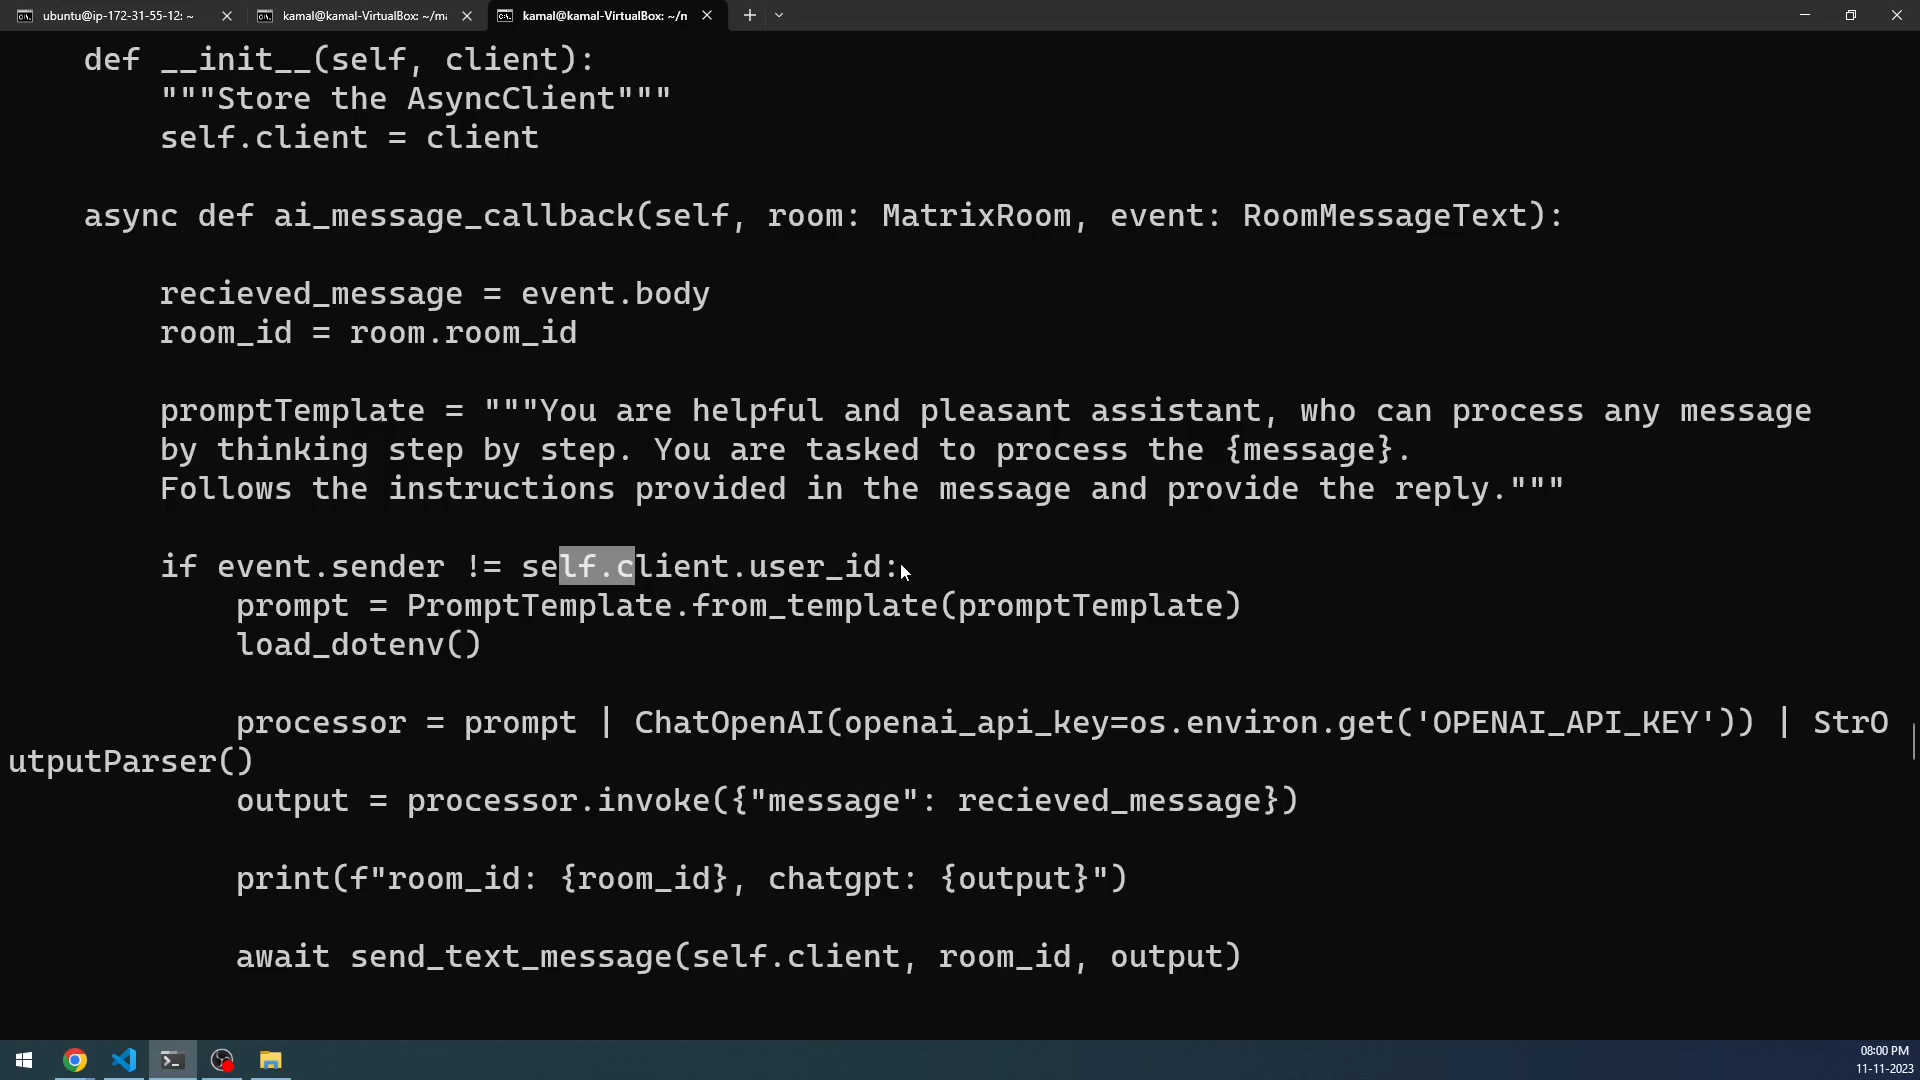 ubuntu@ip-172-31-55-12: ~
kamal@kamal-VirtualBox: ~/ma
kamal@kamal-VirtualBox: ~/n
def __init__(self, client):
"""Store the AsyncClient"""
self.client = client
async def ai_message_callback(self, room: MatrixRoom, event: RoomMessageText):
recieved_message = event.body
room_id = room.room_id
promptTemplate = """You are helpful and pleasant assistant, who can process any message
by thinking step by step. You are tasked to process the {message}.
Follows the instructions provided in the message and provide the reply."""
if event.sender != self.client.user_id:
prompt = PromptTemplate.from_template(promptTemplate)
load_dotenv()
processor = prompt | ChatOpenAI(openai_api_key=os.environ.get('OPENAI_API_KEY')) | StrO
utputParser()
output = processor.invoke({"message": recieved_message})
print(f"room_id: {room_id}, chatgpt: {output}")
await send_text_message(self.client, room_id, output)
08:00 PM
11-11-2023